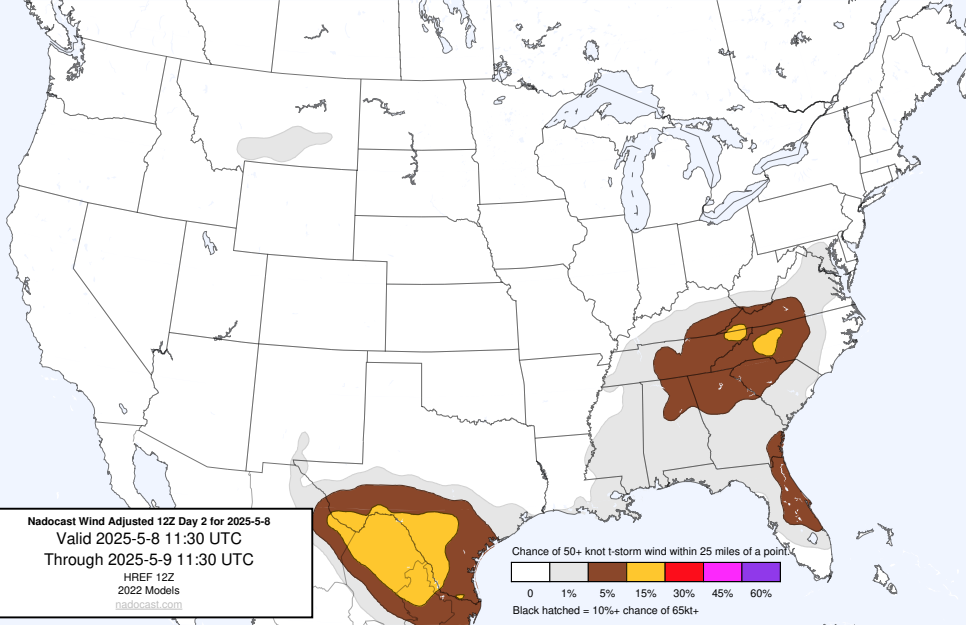 Nadocast Wind Adjusted 12Z Day 2 for 2025-5-8
Valid 2025-5-8 11:30 UTC
Through 2025-5-9 11:30 UTC
HREF 12Z
2022 Models
nadocast.com
Chance of 50+ knot t-storm wind within 25 miles of a point.
0 1% 5% 15% 30% 45% 60%
Black hatched = 10%+ chance of 65kt+